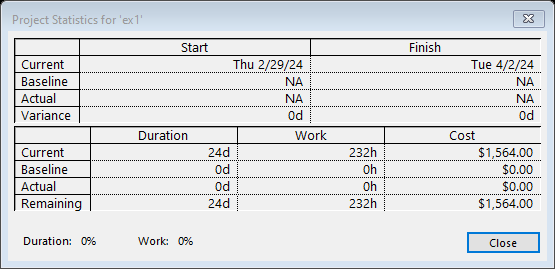 Project Statistics for 'ex1'
Start Finish
Current Thu 2/29/24 Tue 4/2/24
Baseline NA NA
Actual NA NA
Variance 0d 0d
Duration Work Cost
Current 24d 232h $1,564.00
Baseline 0d 0h $0.00
Actual 0d 0h $0.00
Remaining 24d 232h $1,564.00
Duration: 0% Work: 0% Close